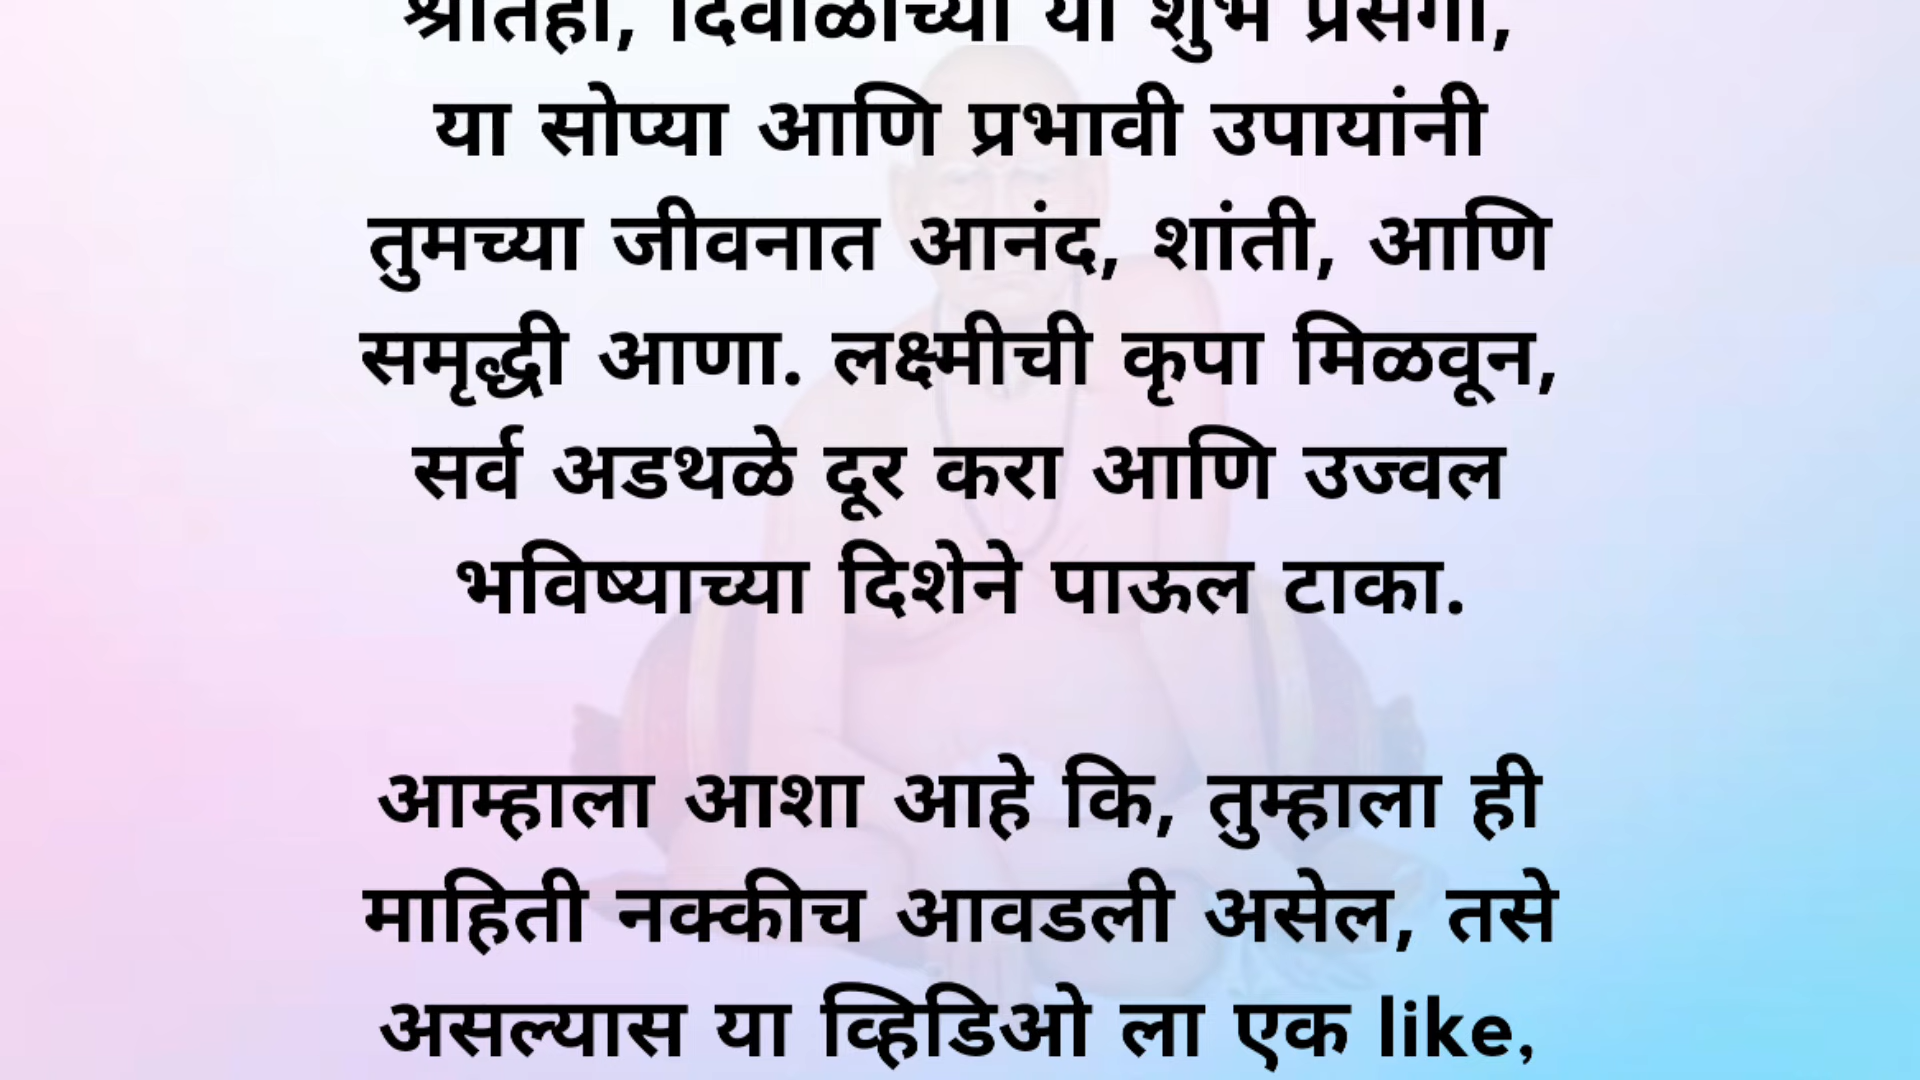 श्रोतेहो, दिवाळीच्या या शुभ प्रसंगी,
या सोप्या आणि प्रभावी उपायांनी
तुमच्या जीवनात आनंद, शांती, आणि
समृद्धी आणा. लक्ष्मीची कृपा मिळवून,
सर्व अडथळे दूर करा आणि उज्वल
भविष्याच्या दिशेने पाऊल टाका.
आम्हाला आशा आहे कि, तुम्हाला ही
माहिती नक्कीच आवडली असेल, तसे
असल्यास या व्हिडिओ ला एक like,